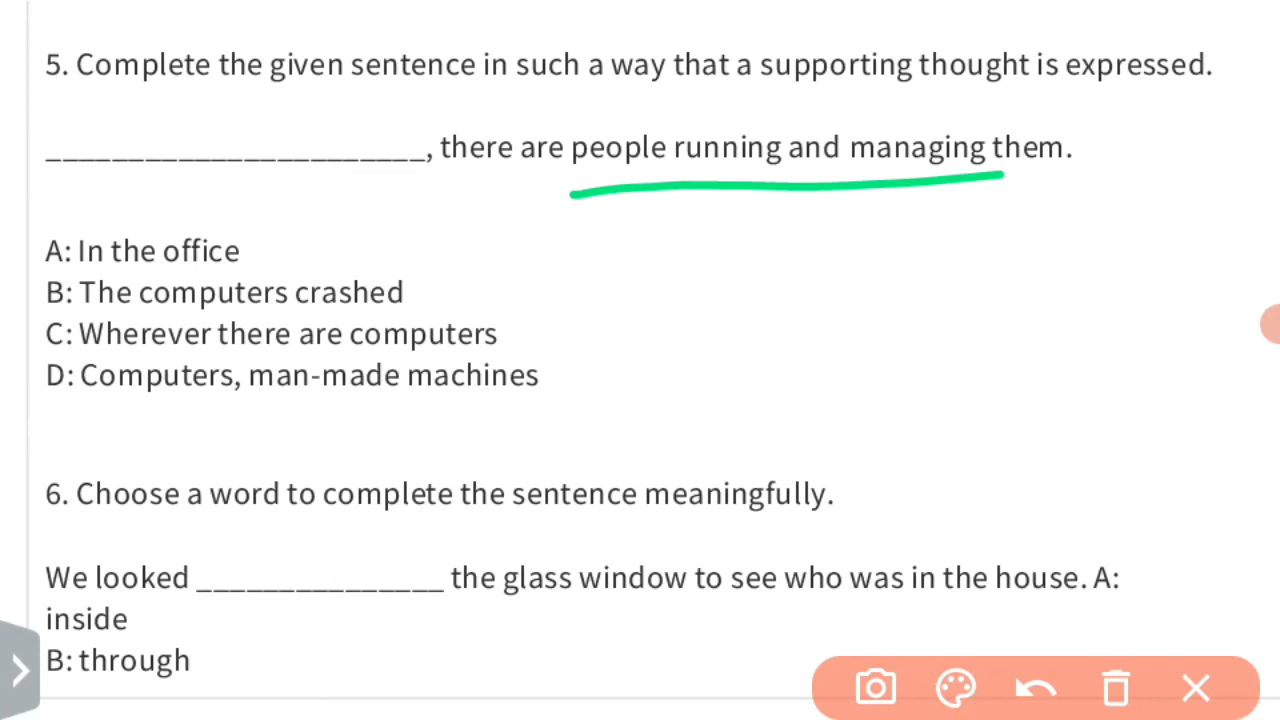 5. Complete the given sentence in such a way that a supporting thought is expressed.
_______________________, there are people running and managing them.
A: In the office
B: The computers crashed
C: Wherever there are computers
D: Computers, man-made machines
6. Choose a word to complete the sentence meaningfully.
We looked _______________ the glass window to see who was in the house. A:
inside
B: through